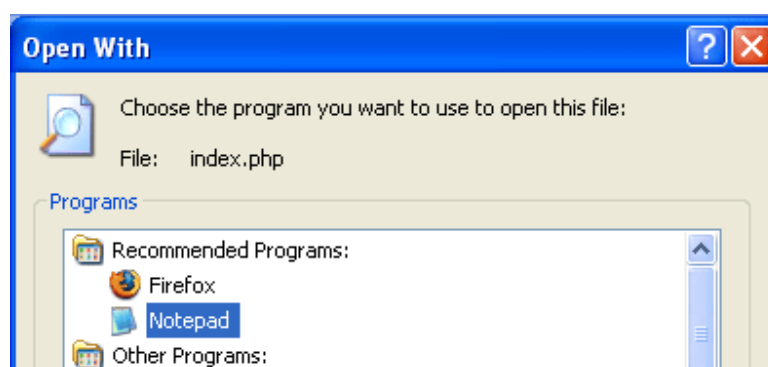 Open With
Choose the program you want to use to open this file:
File: index.php
Programs
Recommended Programs:
Firefox
Notepad
Other Programs: